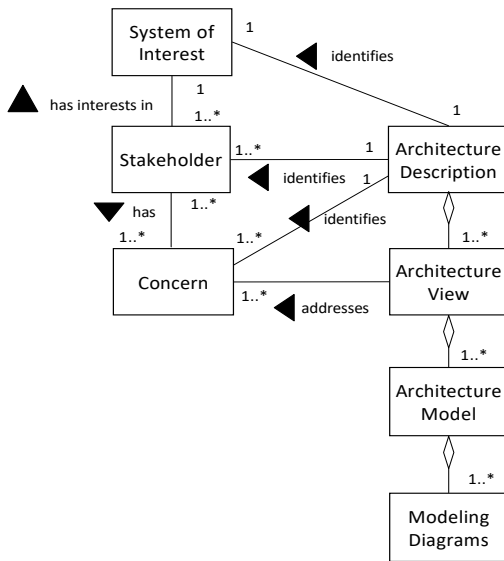 System of
Interest
1
identifies
1
has interests in
1..*
1
Stakeholder
1..*
1
Architecture
Description
identifies
1
1..*
has
identifies
1..*
1..*
1..*
Concern
Architecture
View
1..*
addresses
1..*
Architecture
Model
1..*
Modeling
Diagrams